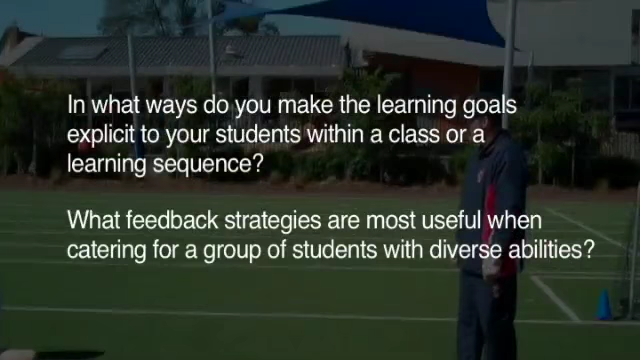 In what ways do you make the learning goals
explicit to your students within a class or a
learning sequence?
What feedback strategies are most useful when
catering for a group of students with diverse abilities?